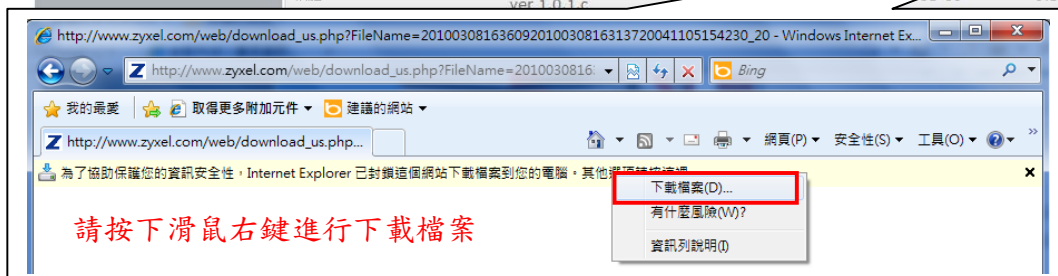 ver 1.0.1.c
http://www.zyxel.com/web/download_us.php?FileName=20100308163609201003081631372004110515​4230_20 - Windows Internet Ex...
http://www.zyxel.com/web/download_us.php?FileName=2010030816
Bing
我的最愛 取得更多附加元件 建議的網站
http://www.zyxel.com/web/download_us.php... 網頁(P) 安全性(S) 工具(O)
為了協助保護您的資訊安全性，Internet Explorer 已封鎖這個網站下載檔案到您的電腦。其他選項請按這裡...
下載檔案(D)...
有什麼風險(W)?
資訊列說明(I)
請按下滑鼠右鍵進行下載檔案